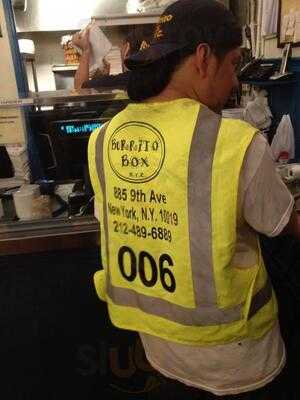 BURRITO
BOX
N.Y.C.
885 9th Ave
New York, N.Y. 10019
212-489-6889
006